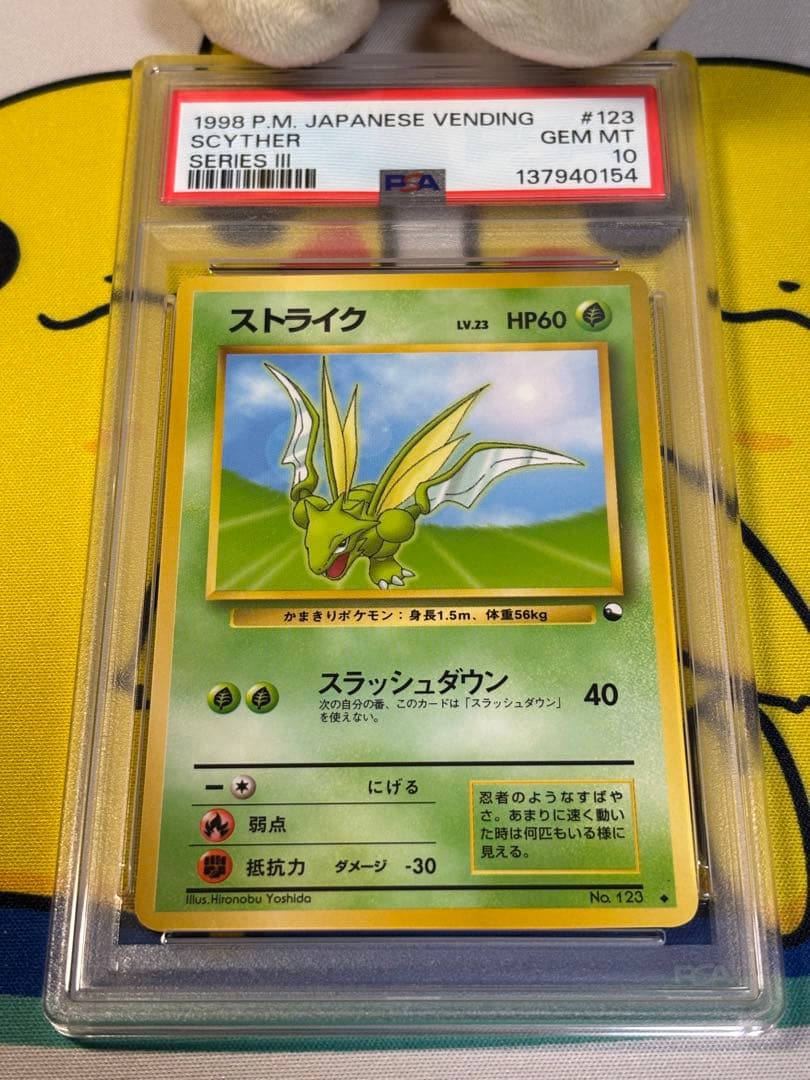 1998 P.M. JAPANESE VENDING #123
SCYTHER GEM MT
SERIES III 10
PSA 137940154
ストライク LV.23 HP60
かまきりポケモン：身長1.5m、体重56kg
スラッシュダウン 40
次の自分の番、このカードは「スラッシュダウン」
を使えない。
にげる
弱点
抵抗力 ダメージ -30
忍者のようなすばや
さ。あまりに速く動い
た時は何匹もいる様に
見える。
Illus.Hironobu Yoshida No. 123
PSA